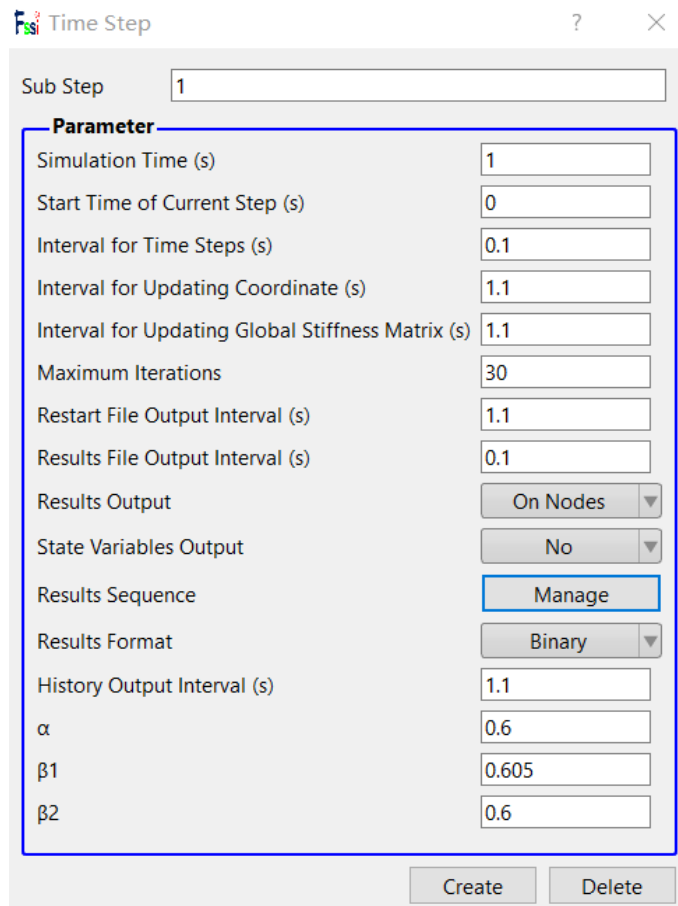 Fssi Time Step ?
Sub Step 1
Parameter
Simulation Time (s) 1
Start Time of Current Step (s) 0
Interval for Time Steps (s) 0.1
Interval for Updating Coordinate (s) 1.1
Interval for Updating Global Stiffness Matrix (s) 1.1
Maximum Iterations 30
Restart File Output Interval (s) 1.1
Results File Output Interval (s) 0.1
Results Output On Nodes
State Variables Output No
Results Sequence Manage
Results Format Binary
History Output Interval (s) 1.1
α 0.6
β1 0.605
β2 0.6
Create Delete